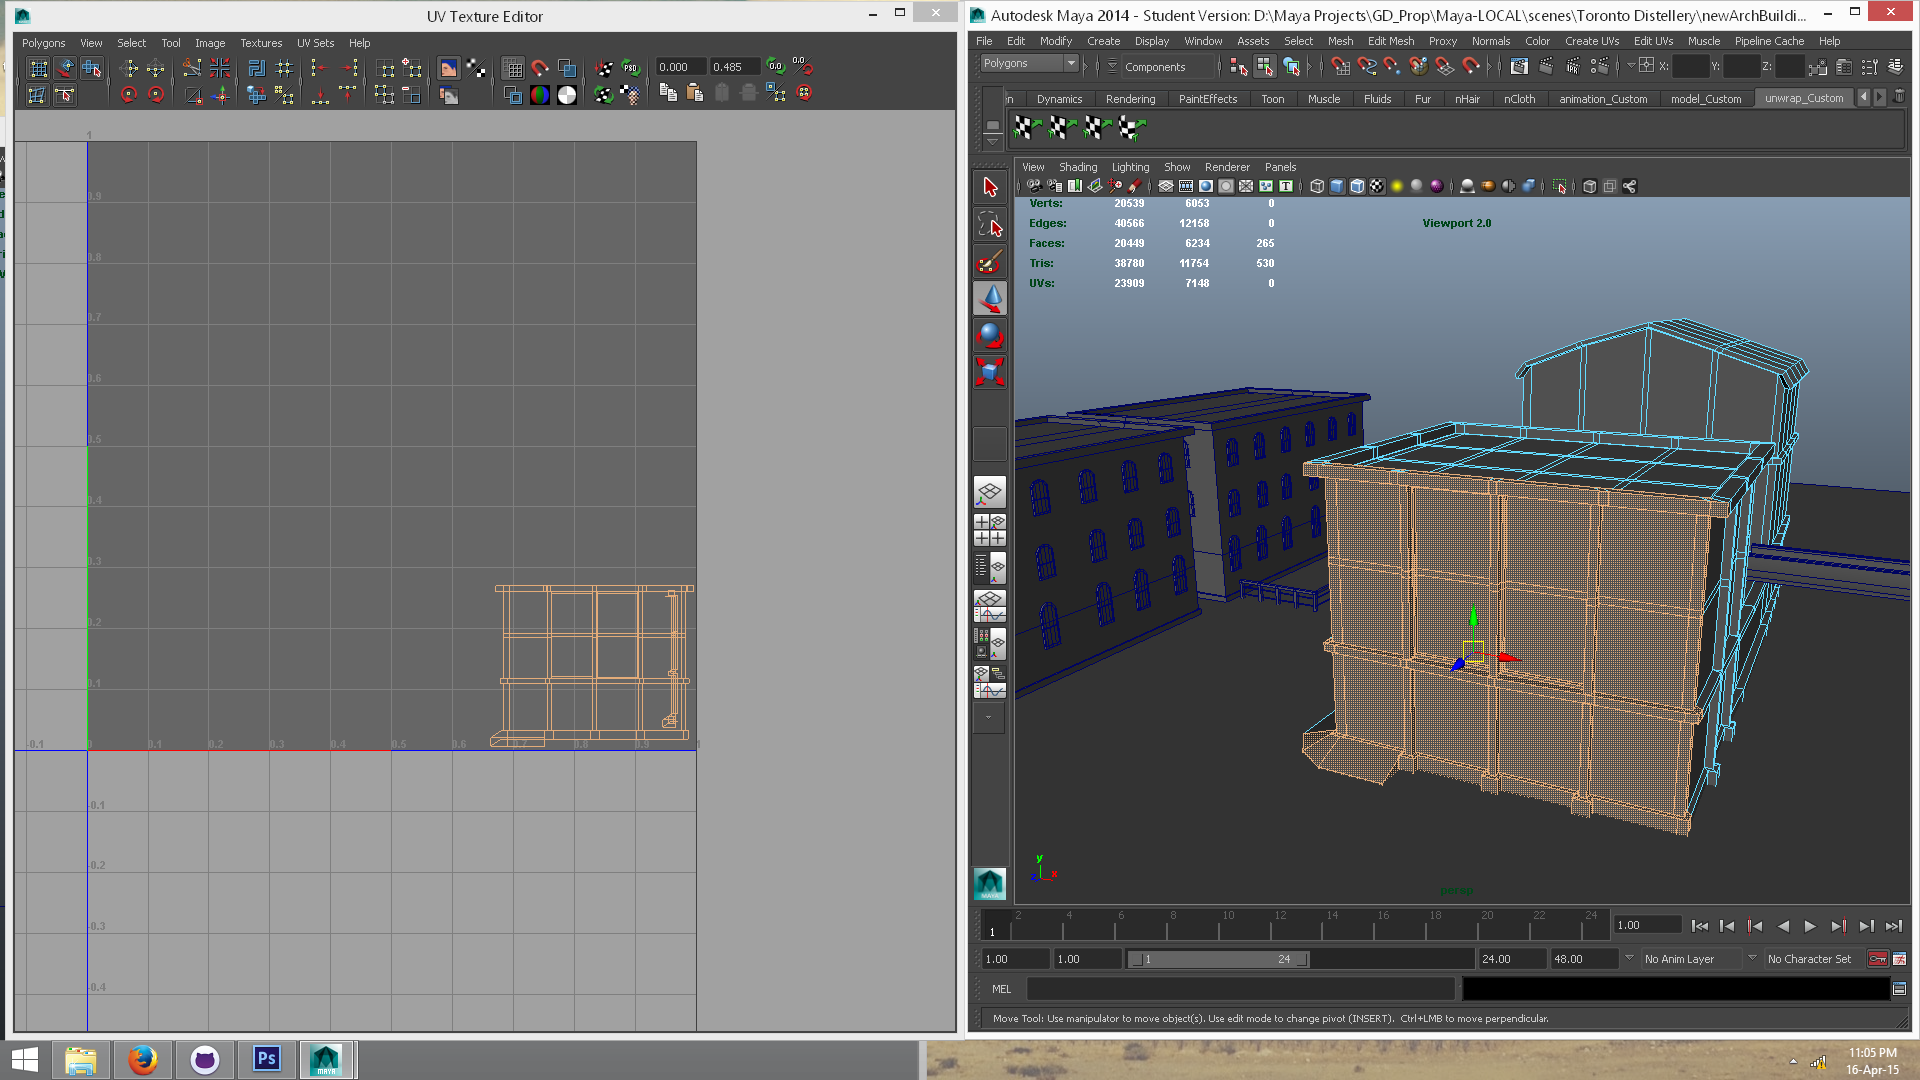 UV Texture Editor
Polygons View Select Tool Image Textures UV Sets Help
0.000 0.485
1
0.9
0.8
0.7
0.6
0.5
0.4
0.3
0.2
0.1
-0.1 0.1 0.2 0.3 0.4 0.5 0.6 0.7 0.8 0.9 1
-0.1
-0.2
-0.3
-0.4
Autodesk Maya 2014 - Student Version: D:\Maya Projects\GD_Prop\Maya-LOCAL\scenes\Toronto Distellery\newArchBuildi...
File Edit Modify Create Display Window Assets Select Mesh Edit Mesh Proxy Normals Color Create UVs Edit UVs Muscle Pipeline Cache Help
Polygons Components X: Y: Z:
Dynamics Rendering PaintEffects Toon Muscle Fluids Fur nHair nCloth animation_Custom model_Custom unwrap_Custom
View Shading Lighting Show Renderer Panels
Verts: 20539 6053 0
Edges: 40566 12158 0
Faces: 20449 6234 265
Tris: 38780 11754 530
UVs: 23909 7148 0
Viewport 2.0
y
z x
persp
2 4 6 8 10 12 14 16 18 20 22 24
1
1.00
1.00 1.00 1 24 24.00 48.00 No Anim Layer No Character Set
MEL
Move Tool: Use manipulator to move object(s). Use edit mode to change pivot (INSERT). Ctrl+LMB to move perpendicular.
Ps
MAYA
11:05 PM
16-Apr-15